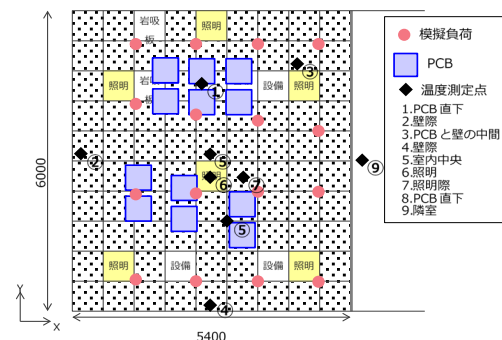 岩吸
板
照明
模擬負荷
PCB
③
温度測定点
照明
岩吸
板
①
設備
照明
1.PCB直下
2.壁際
3.PCBと壁の中間
4.壁際
5.室内中央
6.照明
7.照明際
8.PCB直下
9.隣室
②
⑤
⑨
6000
照明
⑥
⑦
⑤
照明
設備
設備
照明
Y
④
X
5400